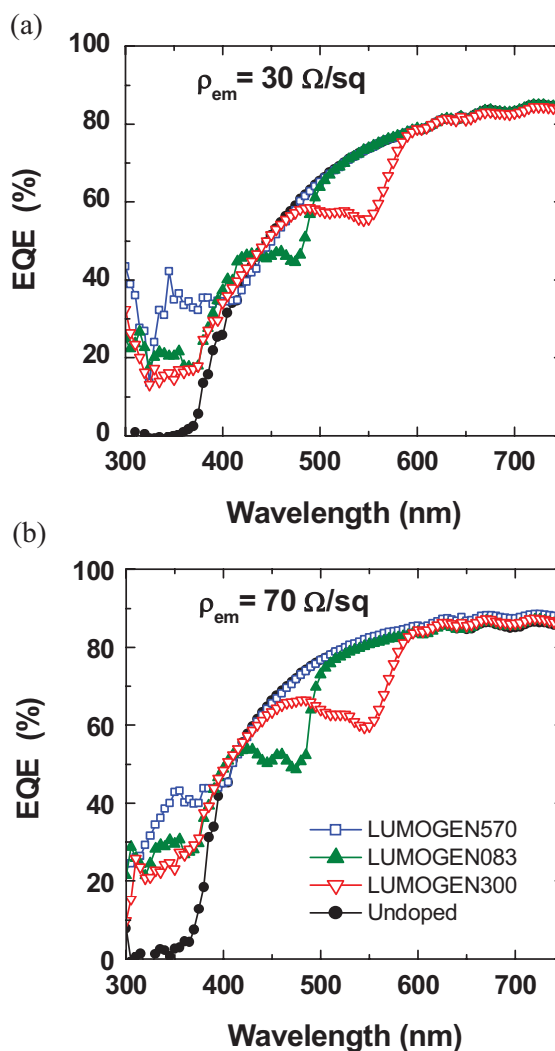 (a)
100
80
60
40
20
0
EQE (%)
ρem= 30 Ω/sq
300 400 500 600 700
Wavelength (nm)
(b)
100
80
60
40
20
0
EQE (%)
ρem= 70 Ω/sq
LUMOGEN570
LUMOGEN083
LUMOGEN300
Undoped
300 400 500 600 700
Wavelength (nm)